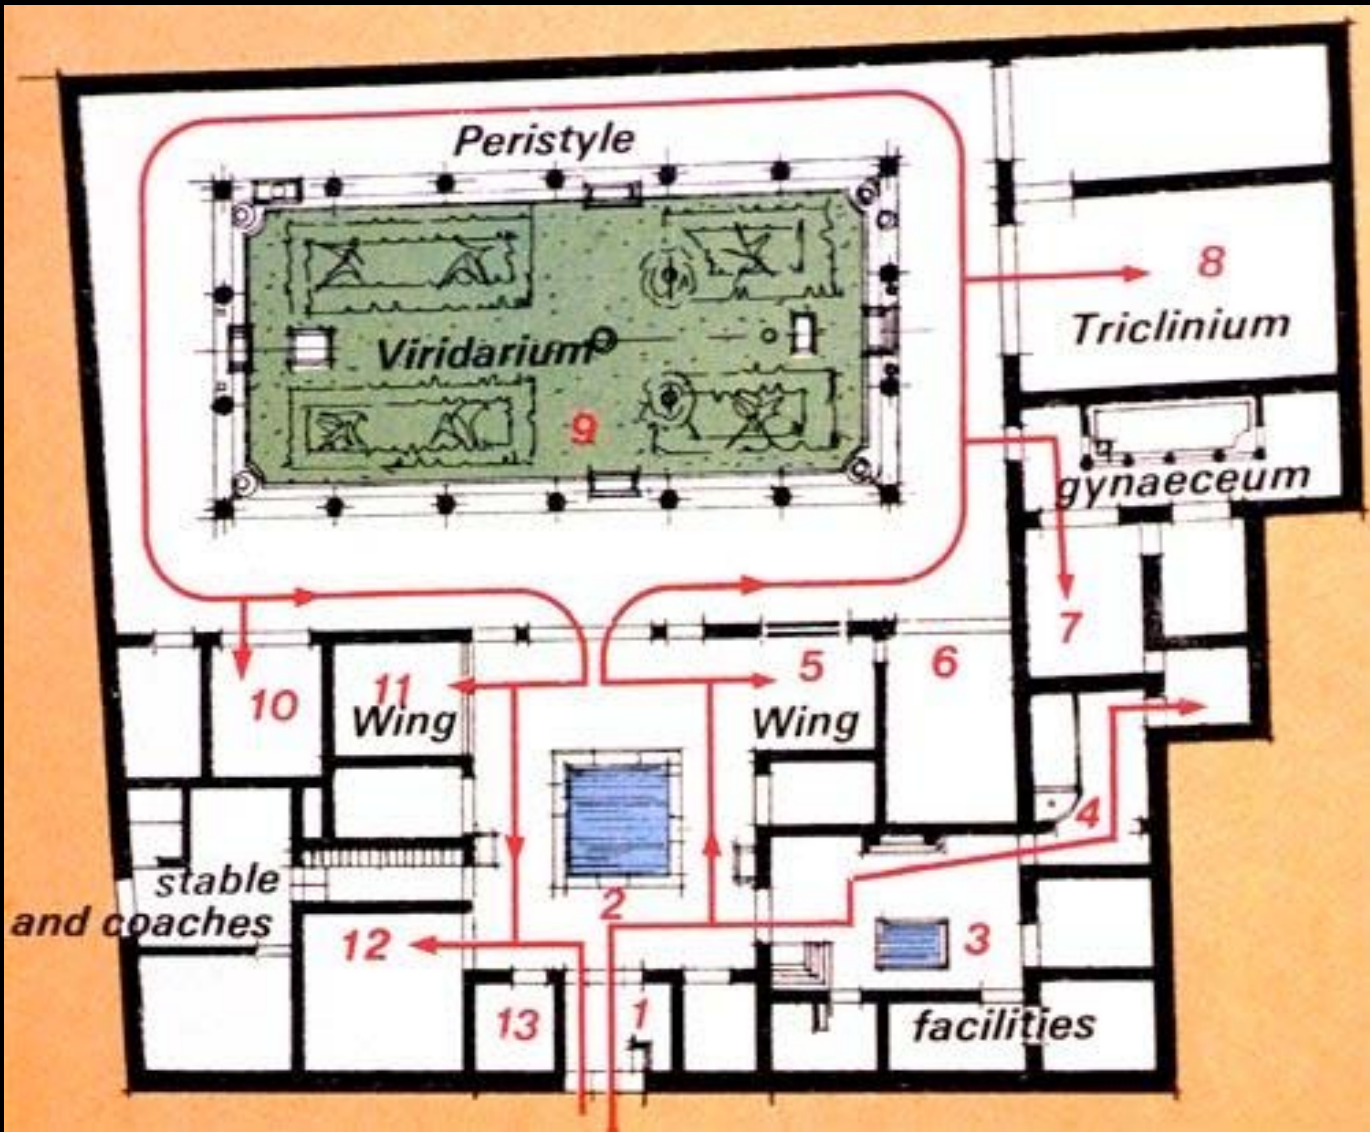 Peristyle
8
Triclinium
Viridarium
9
gynaeceum
7
5
6
10
11
Wing
Wing
4
stable
and coaches
2
12
3
13
1
facilities